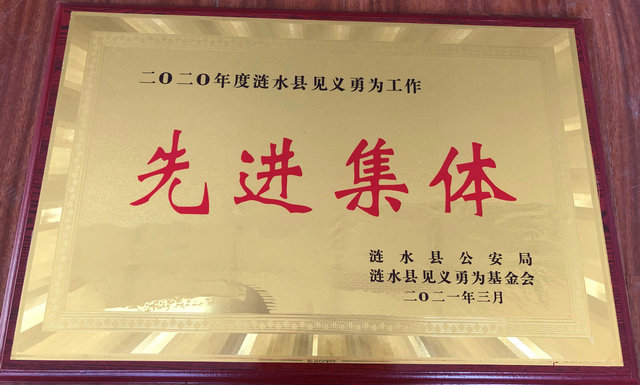 二〇二〇年度涟水县见义勇为工作
先进集体
涟水县公安局
涟水县见义勇为基金会
二〇二一年三月